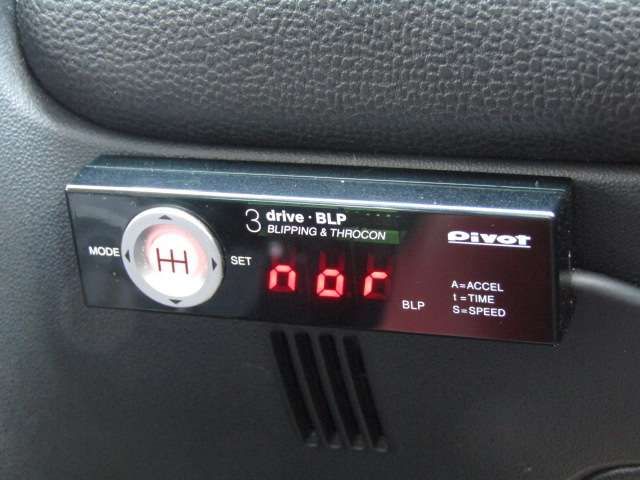 3 drive · BLP
BLIPPING & THROCON
Pivot
MODE
SET
nor
BLP
A=ACCEL
t=TIME
S=SPEED